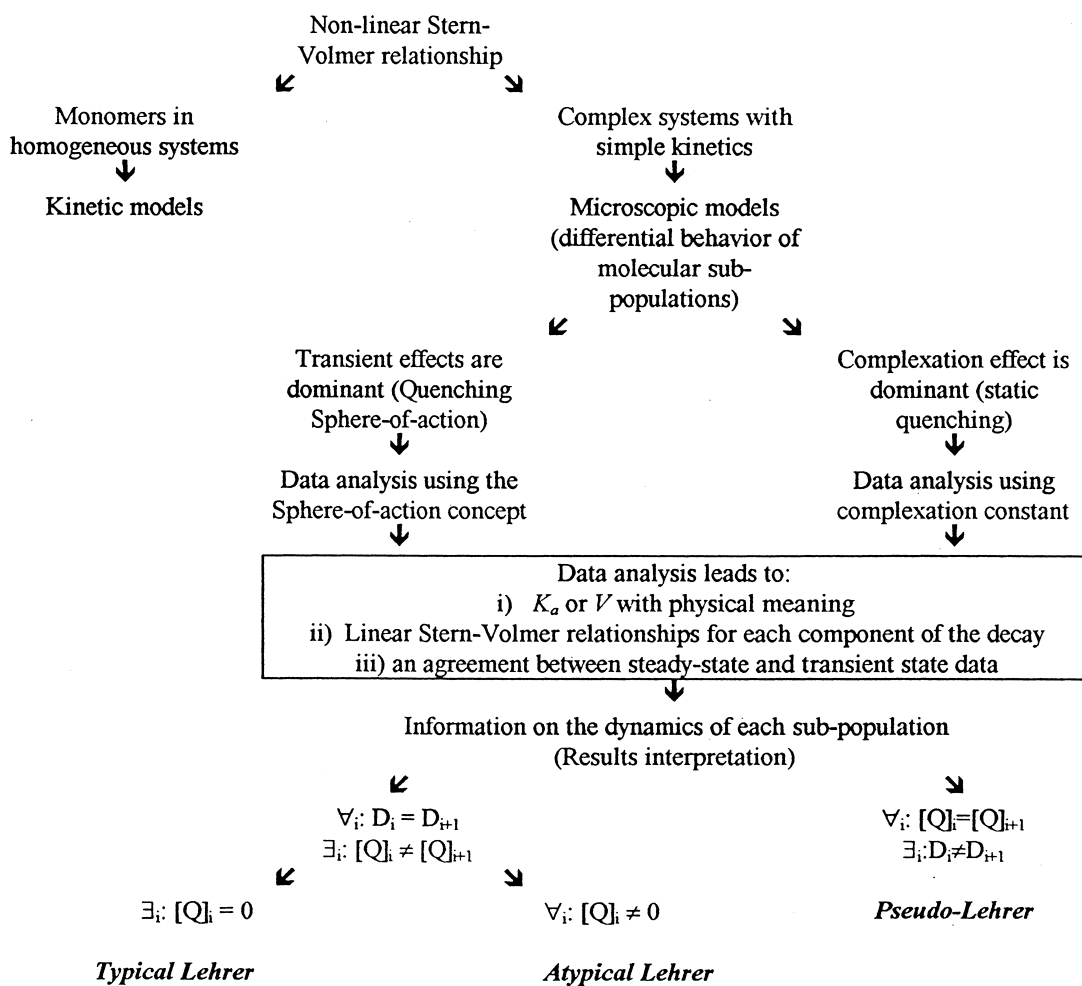 Non-linear Stern-
Volmer relationship
Monomers in
homogeneous systems
Kinetic models
Complex systems with
simple kinetics
Microscopic models
(differential behavior of
molecular sub-
populations)
Transient effects are
dominant (Quenching
Sphere-of-action)
Data analysis using the
Sphere-of-action concept
Complexation effect is
dominant (static
quenching)
Data analysis using
complexation constant
Data analysis leads to:
i) Kₐ or V with physical meaning
ii) Linear Stern-Volmer relationships for each component of the decay
iii) an agreement between steady-state and transient state data
Information on the dynamics of each sub-population
(Results interpretation)
∀ᵢ: Dᵢ = Dᵢ₊₁
∃ᵢ: [Q]ᵢ ≠ [Q]ᵢ₊₁
∀ᵢ: [Q]ᵢ=[Q]ᵢ₊₁
∃ᵢ:Dᵢ≠Dᵢ₊₁
∃ᵢ: [Q]ᵢ = 0
∀ᵢ: [Q]ᵢ ≠ 0
Pseudo-Lehrer
Typical Lehrer
Atypical Lehrer